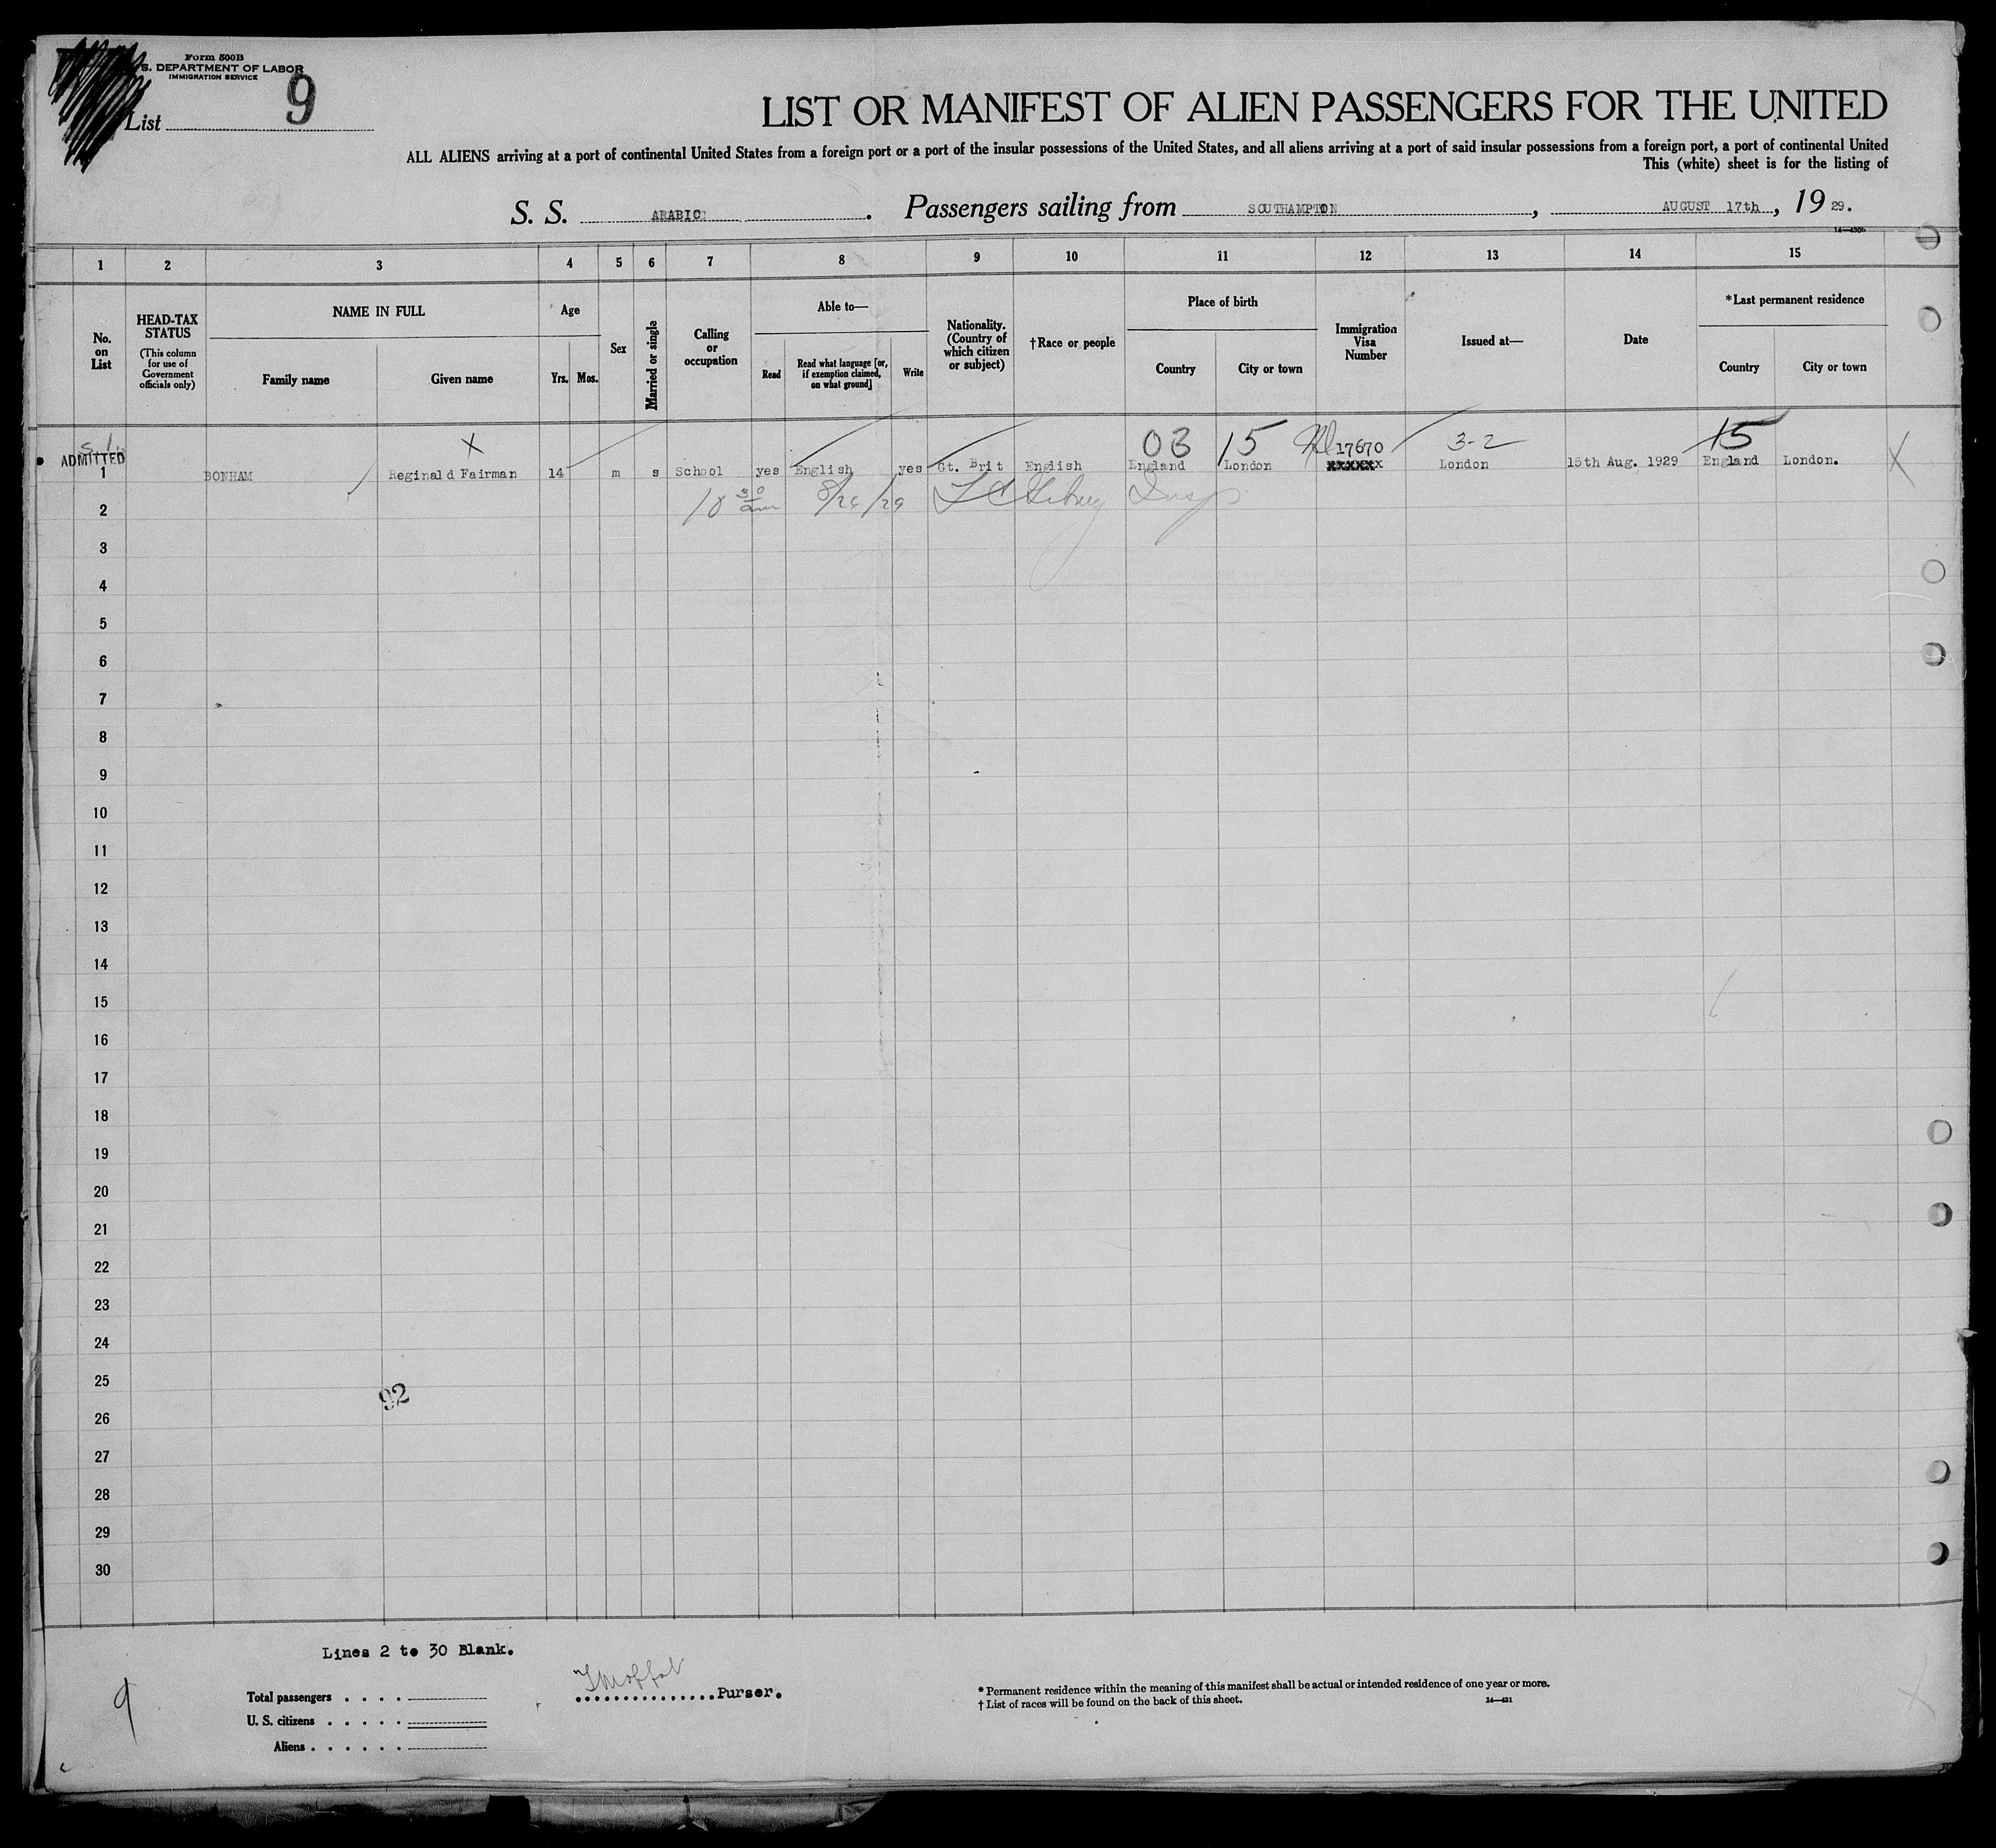 Form 500B
S. DEPARTMENT OF LABOR
IMMIGRATION SERVICE
List 9
LIST OR MANIFEST OF ALIEN PASSENGERS FOR THE UNITED
ALL ALIENS arriving at a port of continental United States from a foreign port or a port of the insular possessions of the United States, and all aliens arriving at a port of said insular possessions from a foreign port, a port of continental United
This (white) sheet is for the listing of
S. S. ARABIC. Passengers sailing from SOUTHAMPTON, AUGUST 17th, 19 29.
14—430b
1 2 3 4 5 6 7 8 9 10 11 12 13 14 15
No. on List
HEAD-TAX STATUS
(This column for use of Government officials only)
NAME IN FULL
Family name Given name
Age
Yrs. Mos.
Sex
Married or single
Calling or occupation
Able to—
Read
Read what language [or, if exemption claimed, on what ground]
Write
Nationality. (Country of which citizen or subject)
†Race or people
Place of birth
Country City or town
Immigration Visa Number
Issued at—
Date
*Last permanent residence
Country City or town
S.I. X 03 15 17670 3-2 15 X
ADMITTED
1 BONHAM Reginald Fairman 14 m s School yes English yes Gt. Brit English England London xxxxxx London 15th Aug. 1929 England London.
2 10 30 am 8/26/29
3
4
5
6
7
8
9
10
11
12
13
14
15
16
17
18
19
20
21
22
23
24
25
92
26
27
28
29
30
Lines 2 to 30 Blank.
Total passengers . . . .
U. S. citizens . . . . .
Aliens . . . . . .
9
...............Purser.
* Permanent residence within the meaning of this manifest shall be actual or intended residence of one year or more.
† List of races will be found on the back of this sheet.
14—431